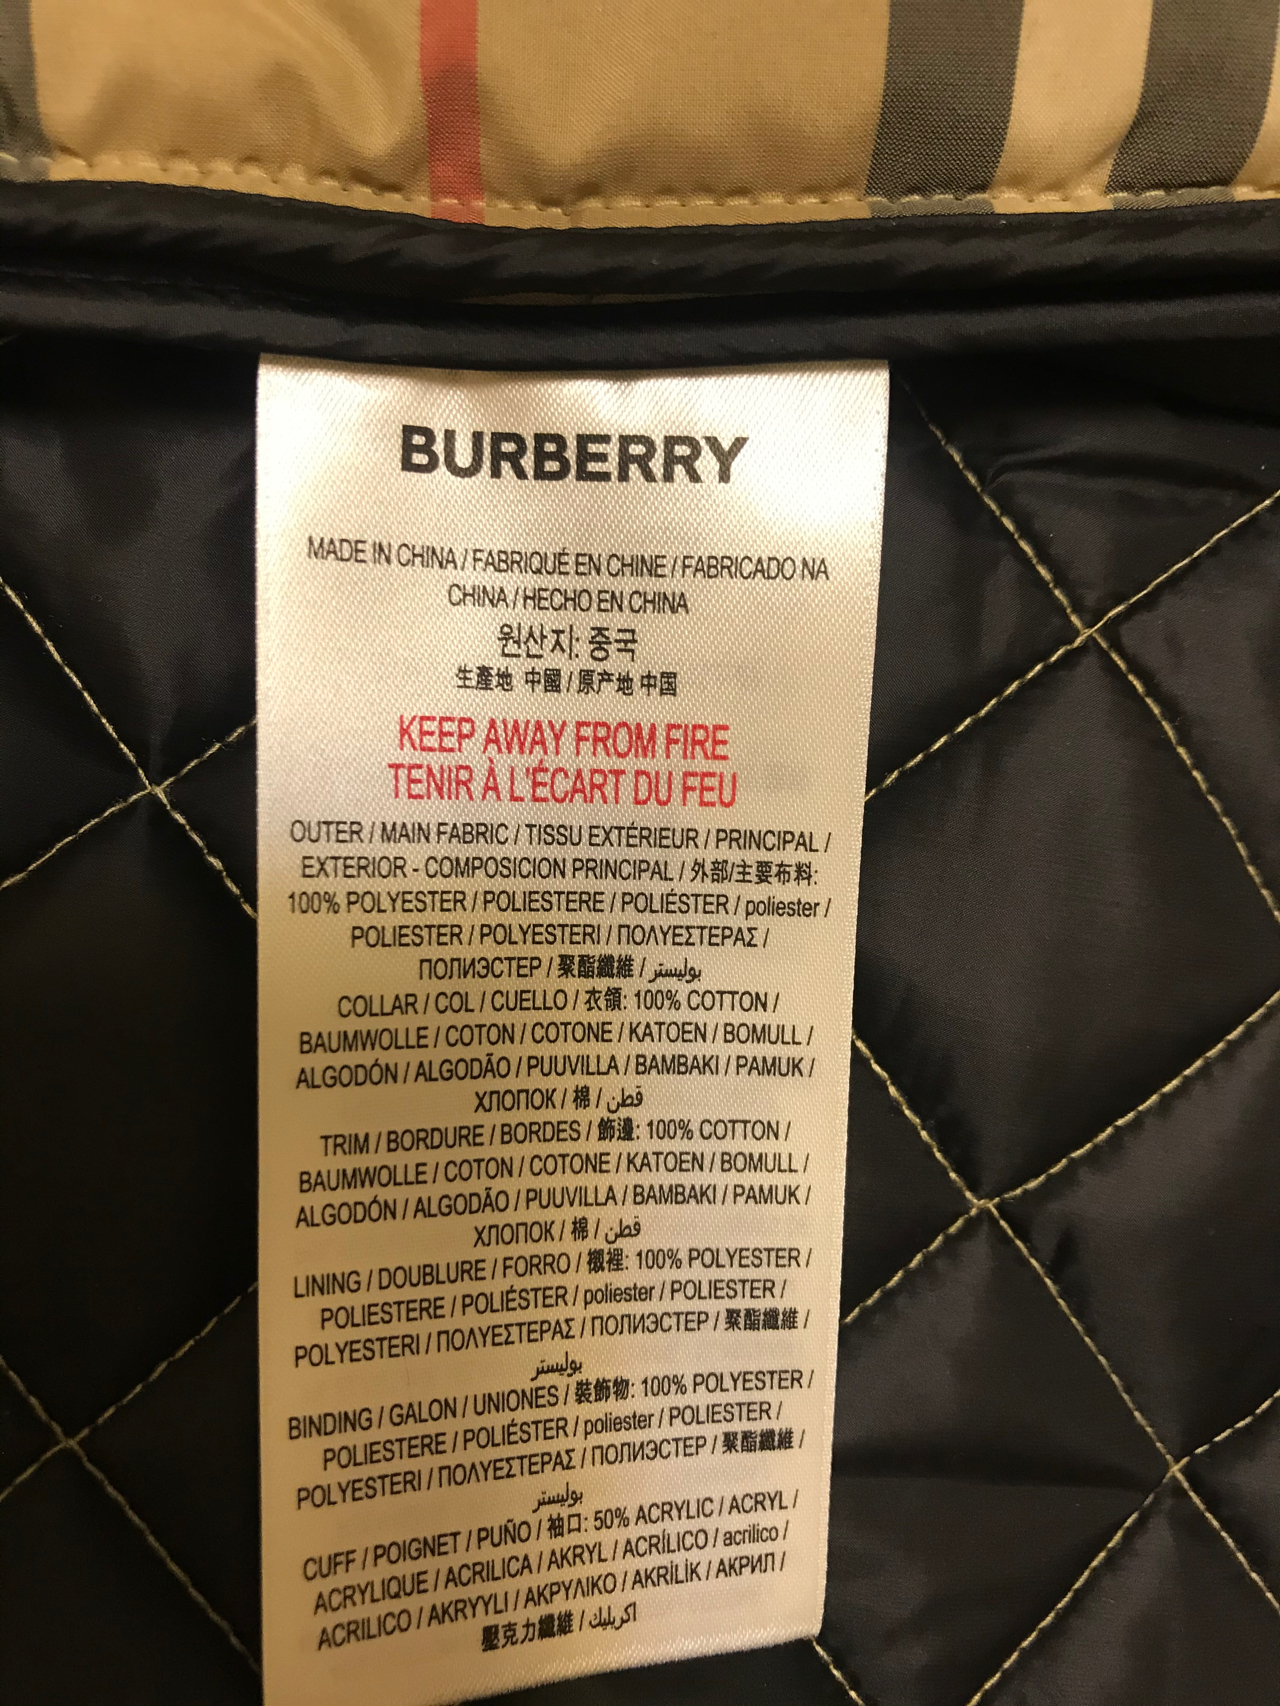 BURBERRY
MADE IN CHINA / FABRIQUÉ EN CHINE / FABRICADO NA
CHINA / HECHO EN CHINA
원산지: 중국
生產地 中國 / 原产地 中国
KEEP AWAY FROM FIRE
TENIR À L'ÉCART DU FEU
OUTER / MAIN FABRIC / TISSU EXTÉRIEUR / PRINCIPAL /
EXTERIOR - COMPOSICION PRINCIPAL / 外部/主要布料:
100% POLYESTER / POLIESTERE / POLIÉSTER / poliester /
POLIESTER / POLYESTERI / ΠΟΛΥΕΣΤΕΡΑΣ /
ПОЛИЭСТЕР / 聚酯纖維 / بوليستر
COLLAR / COL / CUELLO / 衣領: 100% COTTON /
BAUMWOLLE / COTON / COTONE / KATOEN / BOMULL /
ALGODÓN / ALGODÃO / PUUVILLA / BAMBAKI / PAMUK /
ХЛОПОК / 棉 / قطن
TRIM / BORDURE / BORDES / 飾邊: 100% COTTON /
BAUMWOLLE / COTON / COTONE / KATOEN / BOMULL /
ALGODÓN / ALGODÃO / PUUVILLA / BAMBAKI / PAMUK /
ХЛОПОК / 棉 / قطن
LINING / DOUBLURE / FORRO / 襯裡: 100% POLYESTER /
POLIESTERE / POLIÉSTER / poliester / POLIESTER /
POLYESTERI / ΠΟΛΥΕΣΤΕΡΑΣ / ПОЛИЭСТЕР / 聚酯纖維 /
بوليستر
BINDING / GALON / UNIONES / 裝飾物: 100% POLYESTER /
POLIESTERE / POLIÉSTER / poliester / POLIESTER /
POLYESTERI / ΠΟΛΥΕΣΤΕΡΑΣ / ПОЛИЭСТЕР / 聚酯纖維 /
بوليستر
CUFF / POIGNET / PUÑO / 袖口: 50% ACRYLIC / ACRYL /
ACRYLIQUE / ACRILICA / AKRYL / ACRÍLICO / acrilico /
ACRILICO / AKRYYLI / ΑΚΡΥΛΙΚΟ / AKRİLİK / АКРИЛ /
壓克力纖維 / اكريليك